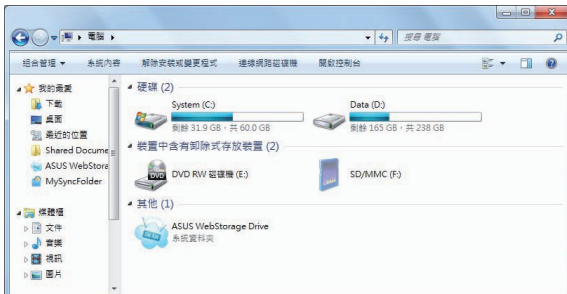 電腦
搜尋 電腦
組合管理 系統內容 解除安裝或變更程式 連線網路磁碟機 開啟控制台
我的最愛
下載
桌面
最近的位置
Shared Docume
ASUS WebStora
MySyncFolder
媒體櫃
文件
音樂
視訊
圖片
硬碟 (2)
System (C:)
剩餘 31.9 GB，共 60.0 GB
Data (D:)
剩餘 165 GB，共 238 GB
裝置中含有卸除式存放裝置 (2)
DVD RW 磁碟機 (E:)
SD/MMC (F:)
其他 (1)
ASUS WebStorage Drive
系統資料夾